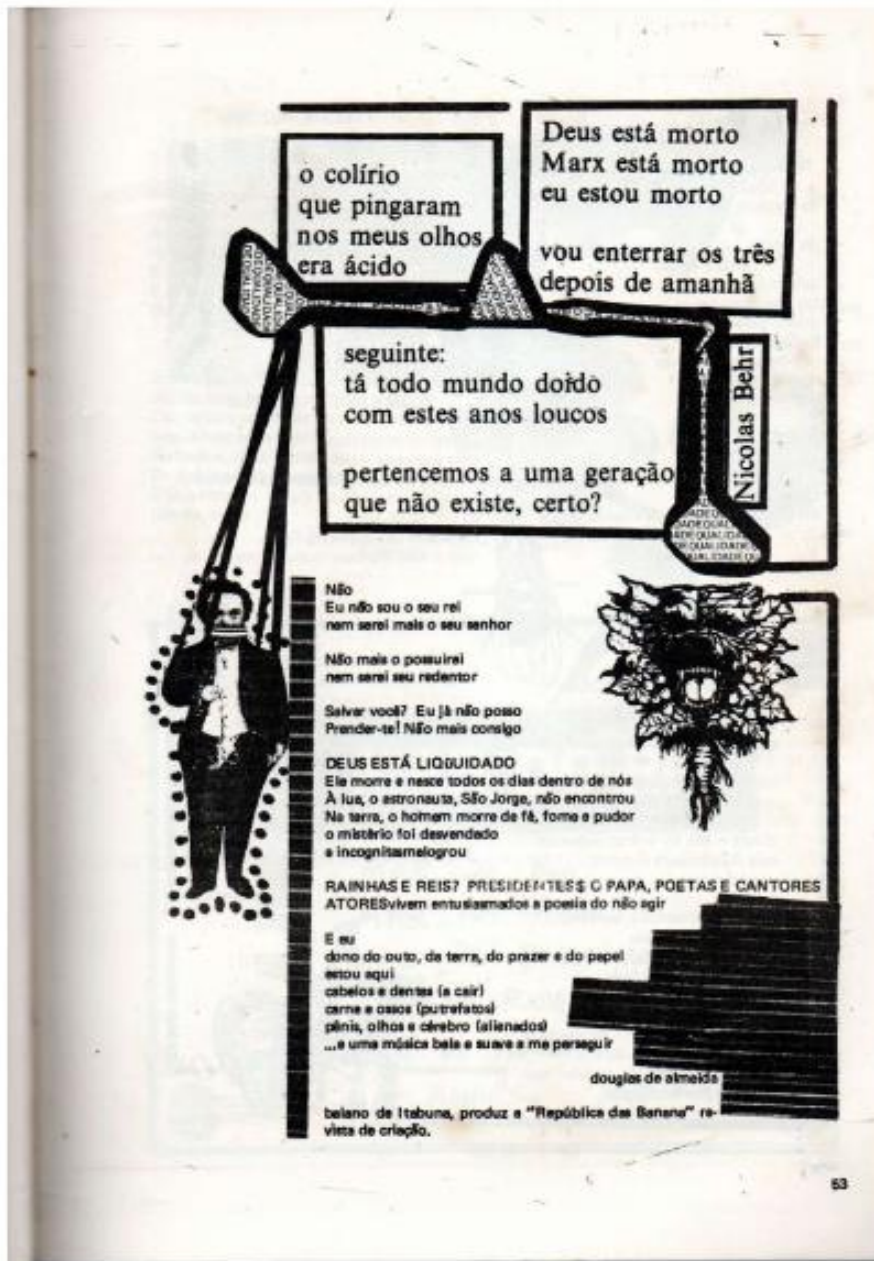 o colírio
que pingaram
nos meus olhos
era ácido
Deus está morto
Marx está morto
eu estou morto
vou enterrar os três
depois de amanhã
seguinte:
tá todo mundo doido
com estes anos loucos
pertencemos a uma geração
que não existe, certo?
Nicolas Behr
ADEQUAL
DADEQUALIDA
DEQUALIDADEQ
QUALIDADEQU
Não
Eu não sou o seu rei
nem serei mais o seu senhor
Não mais o possuirei
nem serei seu redentor
Salvar você? Eu já não posso
Prender-te! Não mais consigo
DEUS ESTÁ LIQüUIDADO
Ele morre e nasce todos os dias dentro de nós
À lua, o astronauta, São Jorge, não encontrou
Na terra, o homem morre de fé, fome e pudor
o mistério foi desvendado
a incognitasmelogrou
RAINHAS E REIS? PRESIDENTES$ O PAPA, POETAS E CANTORES
ATORESvivem entusiasmados a poesia do não agir
E eu
dono do outo, da terra, do prazer e do papel
estou aqui
cabelos e dentes (a cair)
carne e ossos (putrefatos)
pênis, olhos e cérebro (alienados)
...e uma música bela e suave a me perseguir
douglas de almeida
baiano de Itabuna, produz a "República das Banana" re-
vista de criação.
53